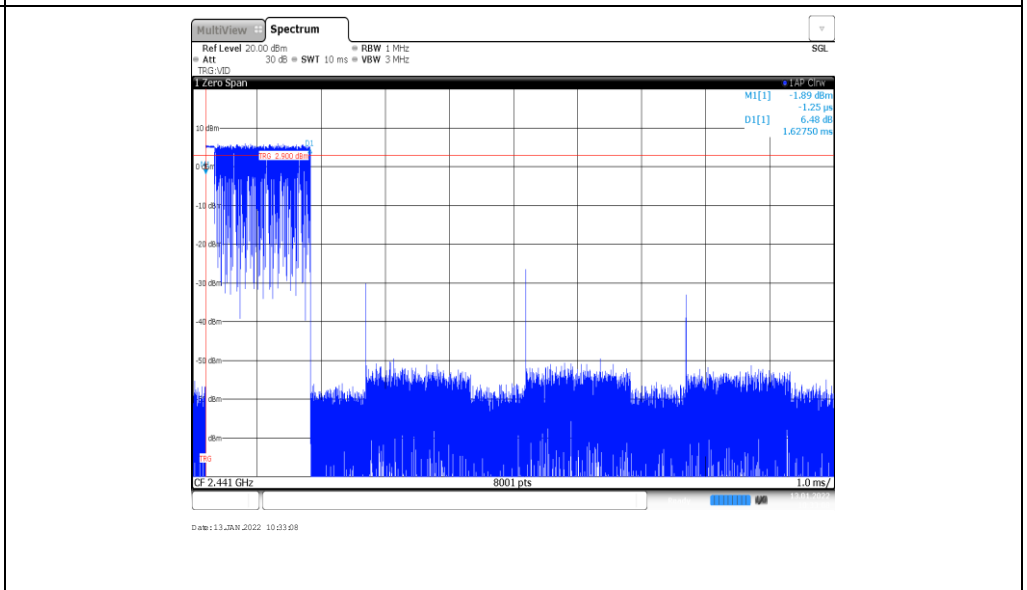 MultiView
Spectrum
Ref Level 20.00 dBm
RBW 1 MHz
SGL
Att
30 dB
SWT 10 ms
VBW 3 MHz
TRG:VID
1 Zero Span
1AP Clrw
M1[1]
-1.89 dBm
-1.25 µs
D1[1]
6.48 dB
1.62750 ms
10 dBm
D1
TRG 2.900 dBm
0 dBm
-10 dBm
-20 dBm
-30 dBm
-40 dBm
-50 dBm
dBm
dBm
TRG
CF 2.441 GHz
8001 pts
1.0 ms/
Date: 13.JAN.2022 10:33:08